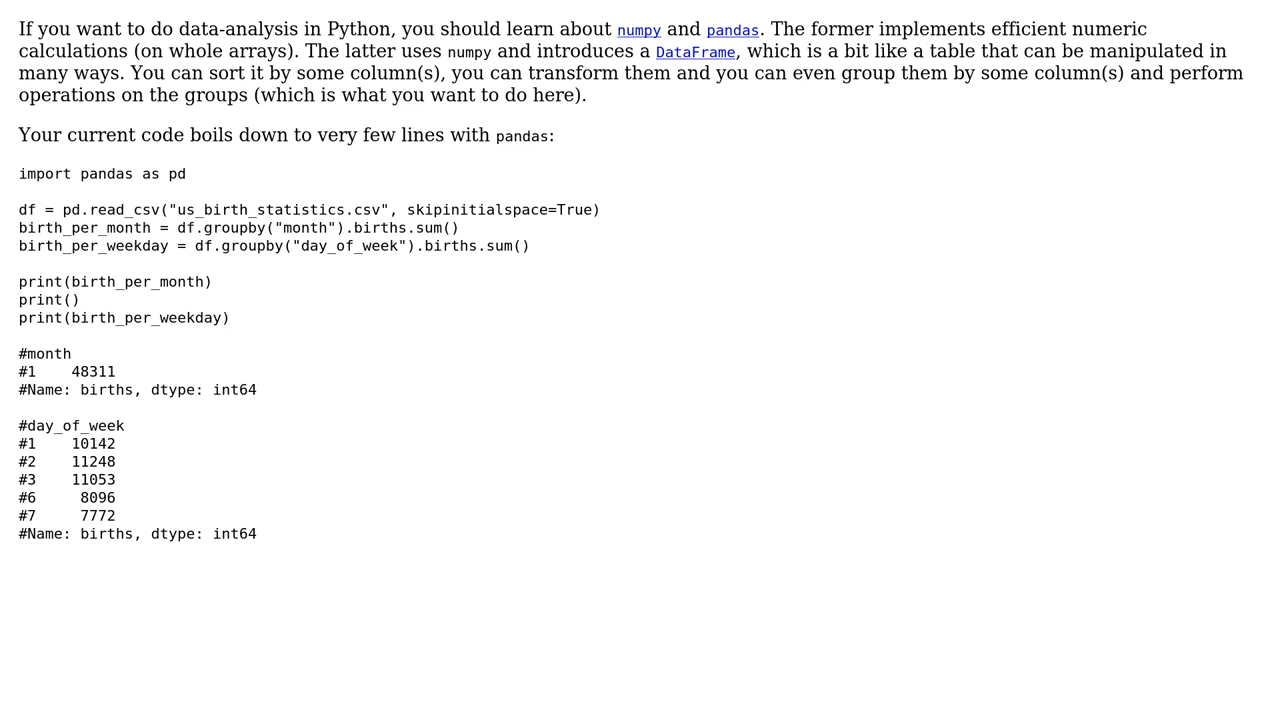 If you want to do data-analysis in Python, you should learn about numpy and pandas. The former implements efficient numeric
calculations (on whole arrays). The latter uses numpy and introduces a DataFrame, which is a bit like a table that can be manipulated in
many ways. You can sort it by some column(s), you can transform them and you can even group them by some column(s) and perform
operations on the groups (which is what you want to do here).
Your current code boils down to very few lines with pandas:
import pandas as pd
df = pd.read_csv("us_birth_statistics.csv", skipinitialspace=True)
birth_per_month = df.groupby("month").births.sum()
birth_per_weekday = df.groupby("day_of_week").births.sum()
print(birth_per_month)
print()
print(birth_per_weekday)
#month
#1    48311
#Name: births, dtype: int64
#day_of_week
#1    10142
#2    11248
#3    11053
#6     8096
#7     7772
#Name: births, dtype: int64